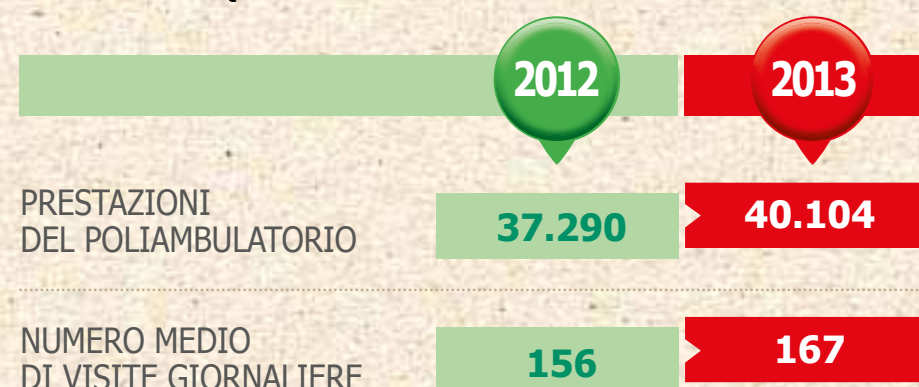 2012 2013
PRESTAZIONI
DEL POLIAMBULATORIO
37.290 40.104
NUMERO MEDIO
DI VISITE GIORNALIERE
156 167